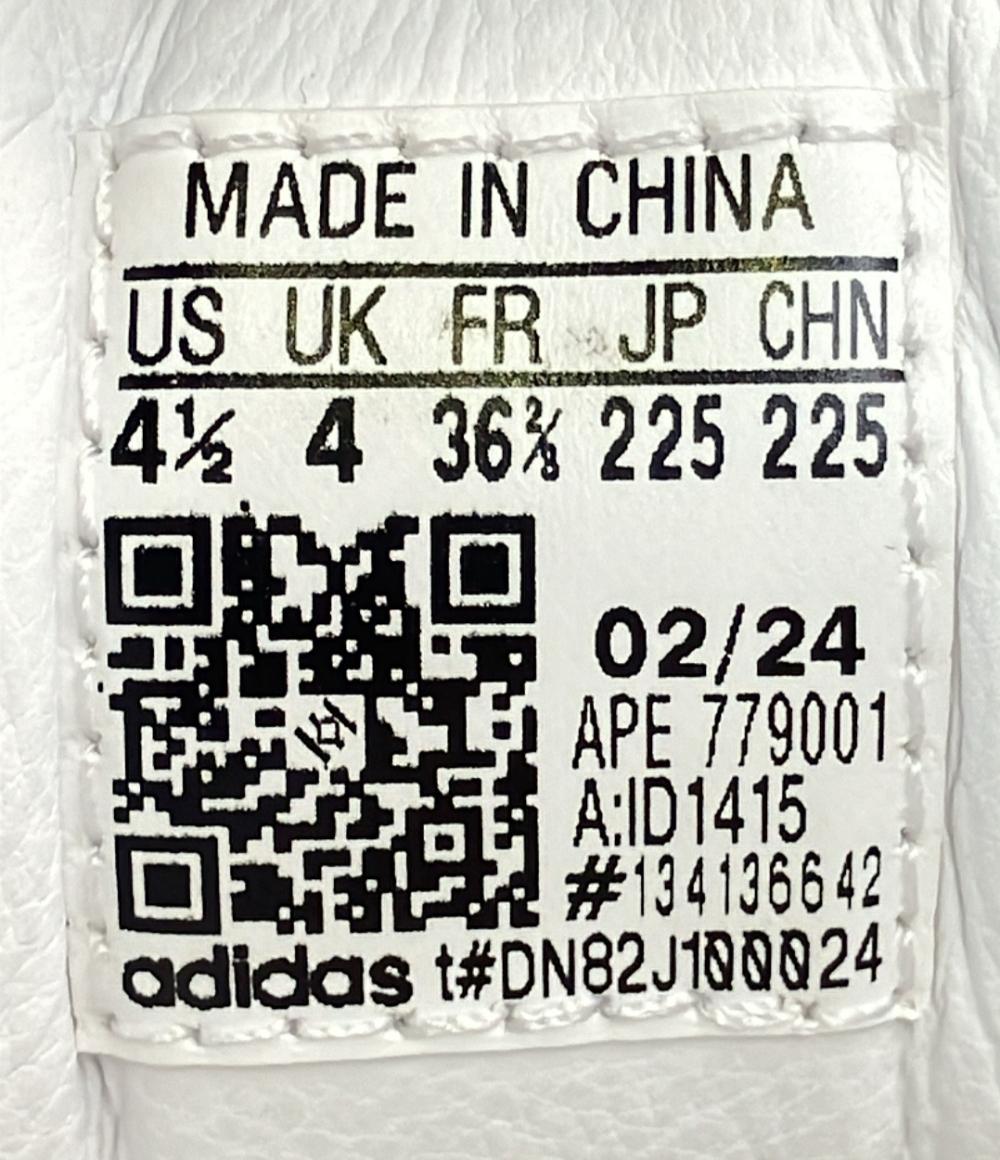 MADE IN CHINA
US UK FR JP CHN
4½ 4 36⅔ 225 225
02/24
APE 779001
A:ID1415
#134136642
adidas t#DN82J100024